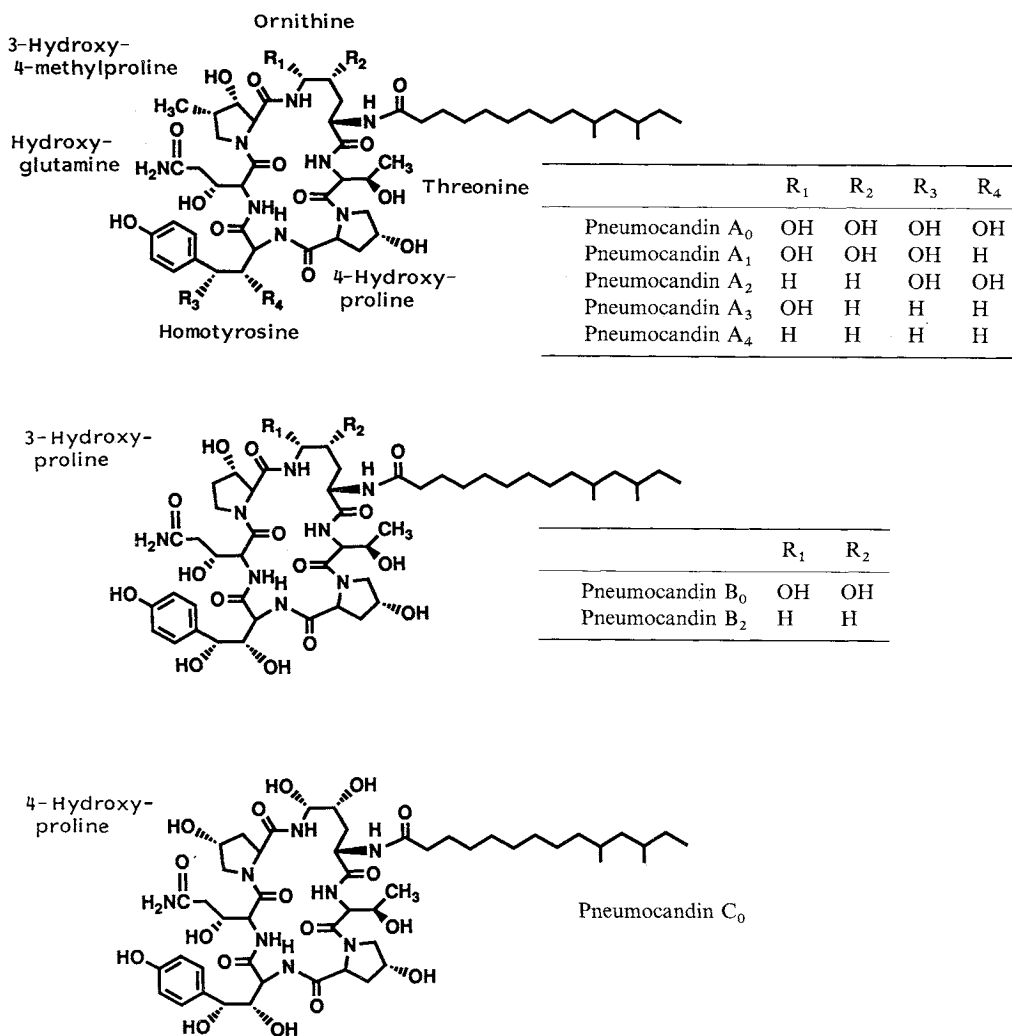 Ornithine
3-Hydroxy-
4-methylproline
HO
O
R1
R2
H3C
NH
H
N
O
Hydroxy-
glutamine
O
H2NC
N
O
HN
O
CH3
OH
Threonine
HO
NH
O
H
N
O
N
OH
HO
O
4-Hydroxy-
proline
R3
R4
Homotyrosine
R1 R2 R3 R4
Pneumocandin A0 OH OH OH OH
Pneumocandin A1 OH OH OH H
Pneumocandin A2 H H OH OH
Pneumocandin A3 OH H H H
Pneumocandin A4 H H H H
3-Hydroxy-
proline
HO
O
R1
R2
NH
H
N
O
O
H2NC
N
O
HN
O
CH3
OH
HO
NH
O
H
N
O
N
OH
HO
O
HO
OH
R1 R2
Pneumocandin B0 OH OH
Pneumocandin B2 H H
4-Hydroxy-
proline
HO
O
HO
OH
NH
H
N
O
O
H2NC
N
O
HN
O
CH3
OH
HO
NH
O
H
N
O
N
OH
HO
O
HO
OH
Pneumocandin C0